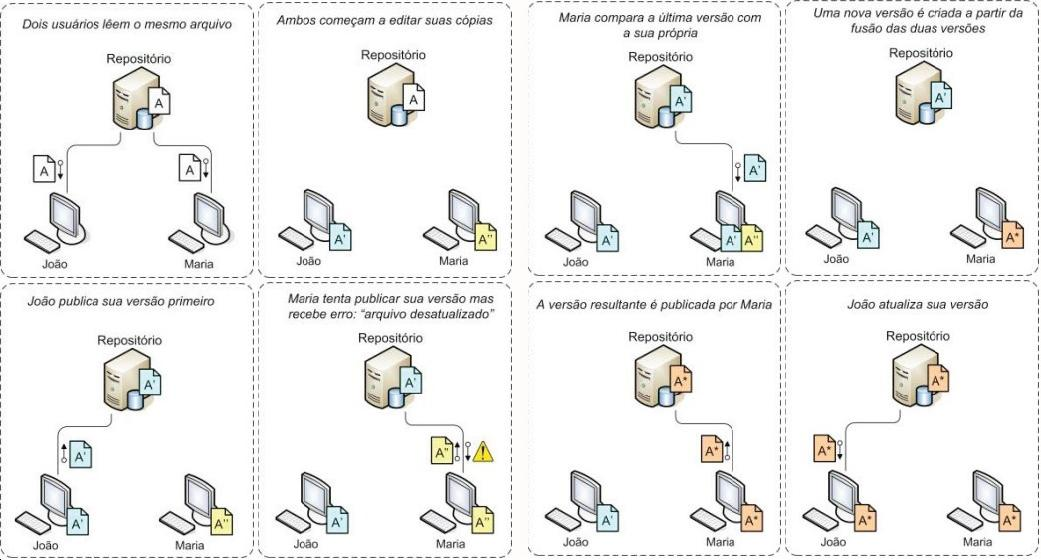 Dois usuários lêem o mesmo arquivo
Repositório
A
A
A
João
Maria
Ambos começam a editar suas cópias
Repositório
A
A'
A''
João
Maria
João publica sua versão primeiro
Repositório
A'
A'
A'
A''
João
Maria
Maria tenta publicar sua versão mas
recebe erro: “arquivo desatualizado”
Repositório
A'
A''
A'
A''
João
Maria
Maria compara a última versão com
a sua própria
Repositório
A'
A'
A'
A'
A''
João
Maria
Uma nova versão é criada a partir da
fusão das duas versões
Repositório
A'
A'
A*
João
Maria
A versão resultante é publicada pcr Maria
Repositório
A*
A*
A'
A*
João
Maria
João atualiza sua versão
Repositório
A*
A*
A*
A*
João
Maria